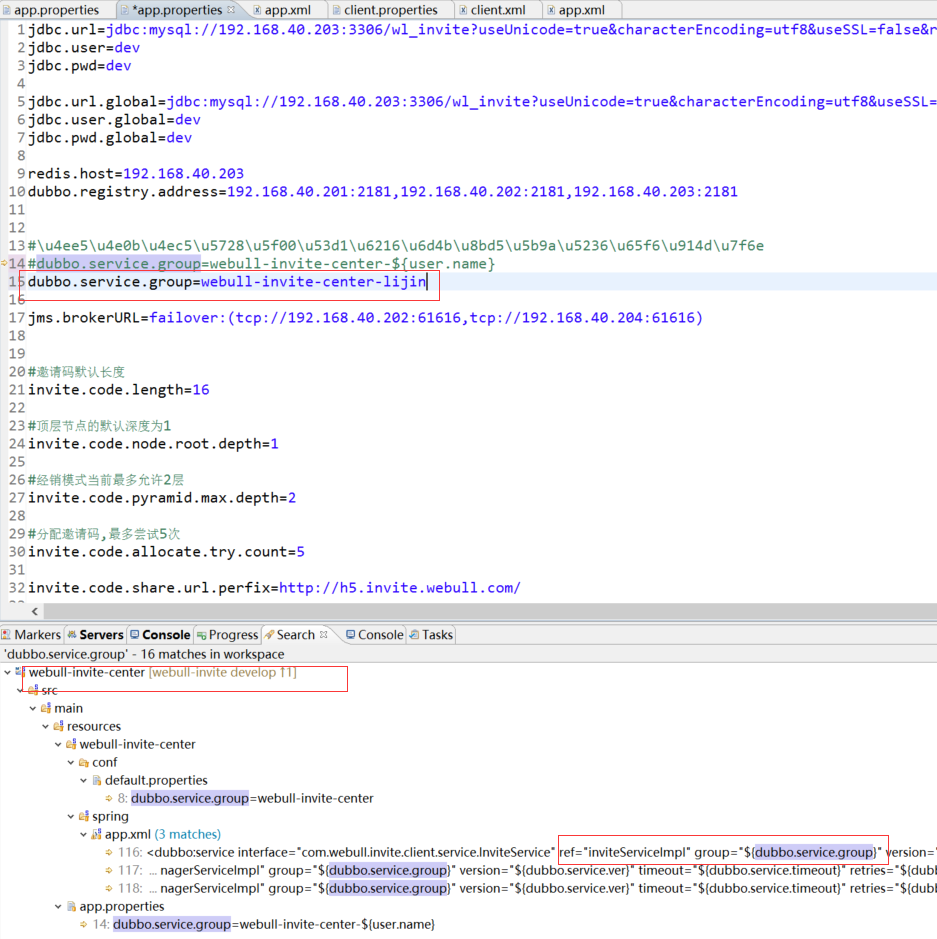 app.properties *app.properties app.xml client.properties client.xml app.xml
1 jdbc.url=jdbc:mysql://192.168.40.203:3306/wl_invite?useUnicode=true&characterEncoding=utf8&useSSL=false&r
2 jdbc.user=dev
3 jdbc.pwd=dev
4
5 jdbc.url.global=jdbc:mysql://192.168.40.203:3306/wl_invite?useUnicode=true&characterEncoding=utf8&useSSL=
6 jdbc.user.global=dev
7 jdbc.pwd.global=dev
8
9 redis.host=192.168.40.203
10 dubbo.registry.address=192.168.40.201:2181,192.168.40.202:2181,192.168.40.203:2181
11
12
13 #\u4ee5\u4e0b\u4ec5\u5728\u5f00\u53d1\u6216\u6d4b\u8bd5\u5b9a\u5236\u65f6\u914d\u7f6e
14 #dubbo.service.group=webull-invite-center-${user.name}
15 dubbo.service.group=webull-invite-center-lijin
16
17 jms.brokerURL=failover:(tcp://192.168.40.202:61616,tcp://192.168.40.204:61616)
18
19
20 #邀请码默认长度
21 invite.code.length=16
22
23 #顶层节点的默认深度为1
24 invite.code.node.root.depth=1
25
26 #经销模式当前最多允许2层
27 invite.code.pyramid.max.depth=2
28
29 #分配邀请码,最多尝试5次
30 invite.code.allocate.try.count=5
31
32 invite.code.share.url.perfix=http://h5.invite.webull.com/
Markers Servers Console Progress Search Console Tasks
'dubbo.service.group' - 16 matches in workspace
webull-invite-center [webull-invite develop ↑1]
src
main
resources
webull-invite-center
conf
default.properties
8: dubbo.service.group=webull-invite-center
spring
app.xml (3 matches)
116: <dubbo:service interface="com.webull.invite.client.service.InviteService" ref="inviteServiceImpl" group="${dubbo.service.group}" version="
117: ... nagerServiceImpl" group="${dubbo.service.group}" version="${dubbo.service.ver}" timeout="${dubbo.service.timeout}" retries="${dubb
118: ... nagerServiceImpl" group="${dubbo.service.group}" version="${dubbo.service.ver}" timeout="${dubbo.service.timeout}" retries="${dubb
app.properties
14: dubbo.service.group=webull-invite-center-${user.name}